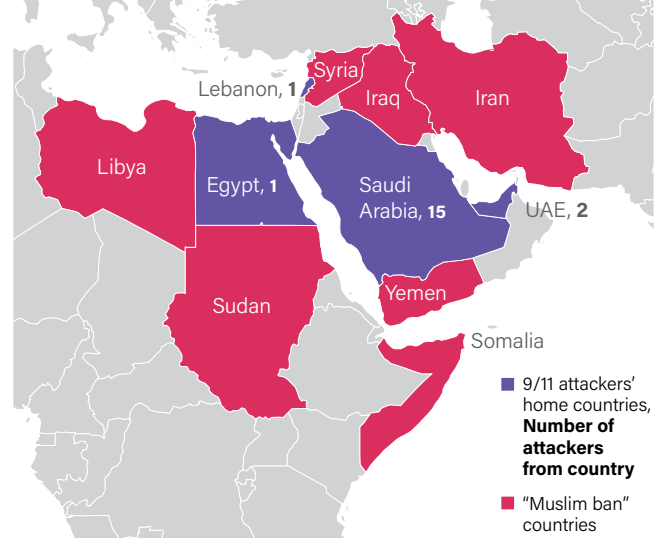 Syria
Lebanon, 1
Iraq
Iran
Libya
Egypt, 1
Saudi
Arabia, 15
UAE, 2
Sudan
Yemen
Somalia
9/11 attackers'
home countries,
Number of
attackers
from country
"Muslim ban"
countries